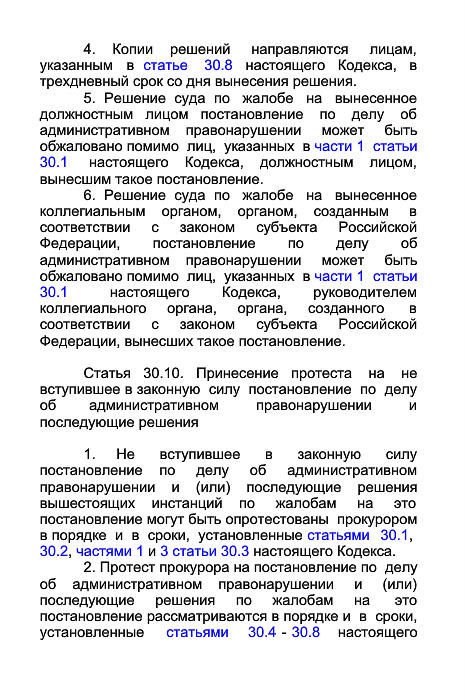 4. Копии решений направляются лицам,
указанным в статье 30.8 настоящего Кодекса, в
трехдневный срок со дня вынесения решения.
5. Решение суда по жалобе на вынесенное
должностным лицом постановление по делу об
административном правонарушении может быть
обжаловано помимо лиц, указанных в части 1 статьи
30.1 настоящего Кодекса, должностным лицом,
вынесшим такое постановление.
6. Решение суда по жалобе на вынесенное
коллегиальным органом, органом, созданным в
соответствии с законом субъекта Российской
Федерации, постановление по делу об
административном правонарушении может быть
обжаловано помимо лиц, указанных в части 1 статьи
30.1 настоящего Кодекса, руководителем
коллегиального органа, органа, созданного в
соответствии с законом субъекта Российской
Федерации, вынесших такое постановление.
Статья 30.10. Принесение протеста на не
вступившее в законную силу постановление по делу
об административном правонарушении и
последующие решения
1. Не вступившее в законную силу
постановление по делу об административном
правонарушении и (или) последующие решения
вышестоящих инстанций по жалобам на это
постановление могут быть опротестованы прокурором
в порядке и в сроки, установленные статьями 30.1,
30.2, частями 1 и 3 статьи 30.3 настоящего Кодекса.
2. Протест прокурора на постановление по делу
об административном правонарушении и (или)
последующие решения по жалобам на это
постановление рассматриваются в порядке и в сроки,
установленные статьями 30.4 - 30.8 настоящего